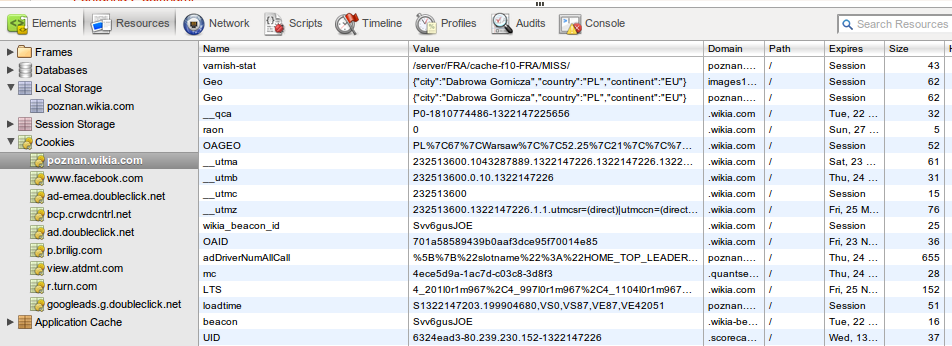 Elements Resources Network Scripts Timeline Profiles Audits Console Search Resources
Frames
Databases
Local Storage
poznan.wikia.com
Session Storage
Cookies
poznan.wikia.com
www.facebook.com
ad-emea.doubleclick.net
bcp.crwdcntrl.net
ad.doubleclick.net
p.brilig.com
view.atdmt.com
r.turn.com
googleads.g.doubleclick.net
Application Cache
Name Value Domain Path Expires Size
varnish-stat /server/FRA/cache-f10-FRA/MISS/ poznan.... / Session 43
Geo {"city":"Dabrowa Gornicza","country":"PL","continent":"EU"} images1... / Session 62
Geo {"city":"Dabrowa Gornicza","country":"PL","continent":"EU"} poznan.... / Session 62
__qca P0-1810774486-1322147225656 .wikia.com / Tue, 22 ... 32
raon 0 .wikia.com / Sun, 27 ... 5
OAGEO PL%7C67%7CWarsaw%7C%7C52.25%7C21%7C%7C%7... .wikia.com / Session 52
__utma 232513600.1043287889.1322147226.1322147226.1322... .wikia.com / Sat, 23 ... 61
__utmb 232513600.0.10.1322147226 .wikia.com / Thu, 24 ... 31
__utmc 232513600 .wikia.com / Session 15
__utmz 232513600.1322147226.1.1.utmcsr=(direct)|utmccn=(direct... .wikia.com / Fri, 25 M... 76
wikia_beacon_id Svv6gusJOE .wikia.com / Session 25
OAID 701a58589439b0aaf3dce95f70014e85 .wikia.com / Fri, 23 N... 36
adDriverNumAllCall %5B%7B%22slotname%22%3A%22HOME_TOP_LEADER... poznan.... / Thu, 24 ... 655
mc 4ece5d9a-1ac7d-c03c8-3d8f3 .quantse... / Thu, 24 ... 28
LTS 4_201l0r1m967%2C4_997l0r1m967%2C4_1104l0r1m967... .wikia.com / Fri, 25 N... 152
loadtime S1322147203.199904680,VS0,VS87,VE87,VE42051 poznan.... / Session 51
beacon Svv6gusJOE .wikia-be... / Tue, 22 ... 16
UID 6324ead3-80.239.230.152-1322147226 .scoreca... / Wed, 13... 37